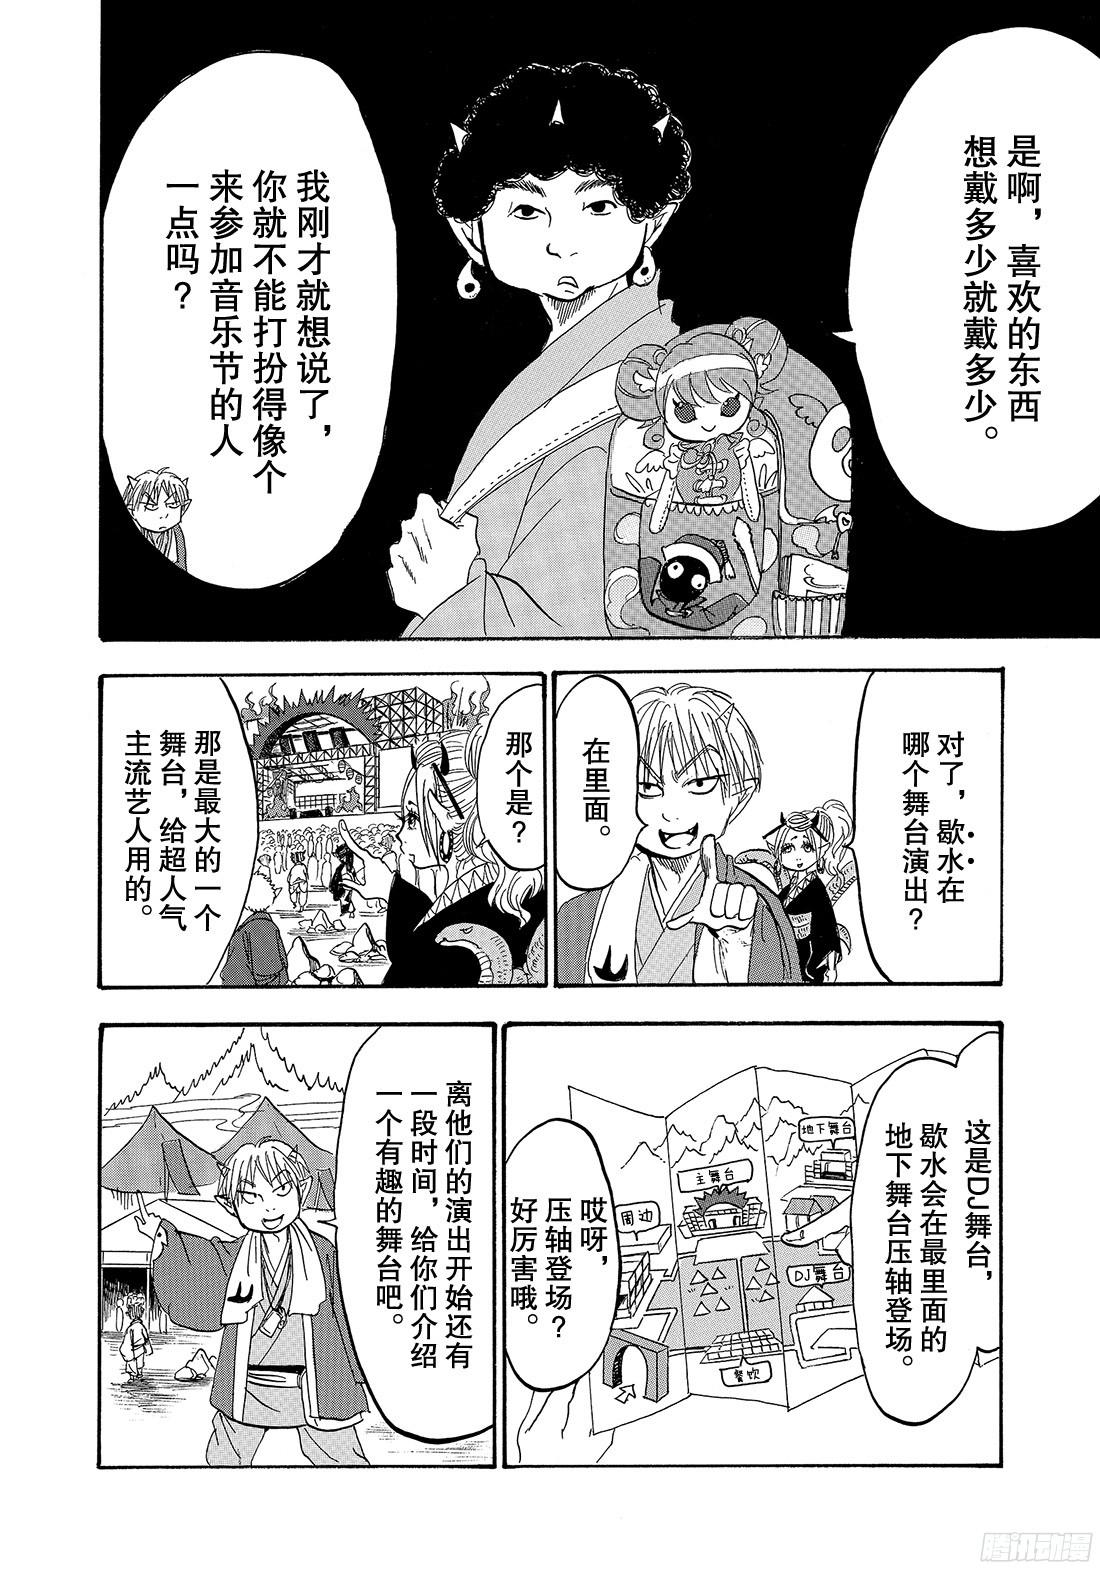 是啊，喜欢的东西
想戴多少就戴多少。
我刚才就想说了，
你就不能打扮得像个
来参加音乐节的人
一点吗？
对了，歇水在
哪个舞台演出？
在里面。
那个是？
那是最大的一个
舞台，给超人气
主流艺人用的。
这是DJ舞台，
歇水会在最里面的
地下舞台压轴登场。
地下舞台
主舞台
周边
DJ舞台
餐饮
哎呀，
压轴登场？
好厉害哦。
离他们的演出开始还有
一段时间，给你们介绍
一个有趣的舞台吧。
腾讯动漫